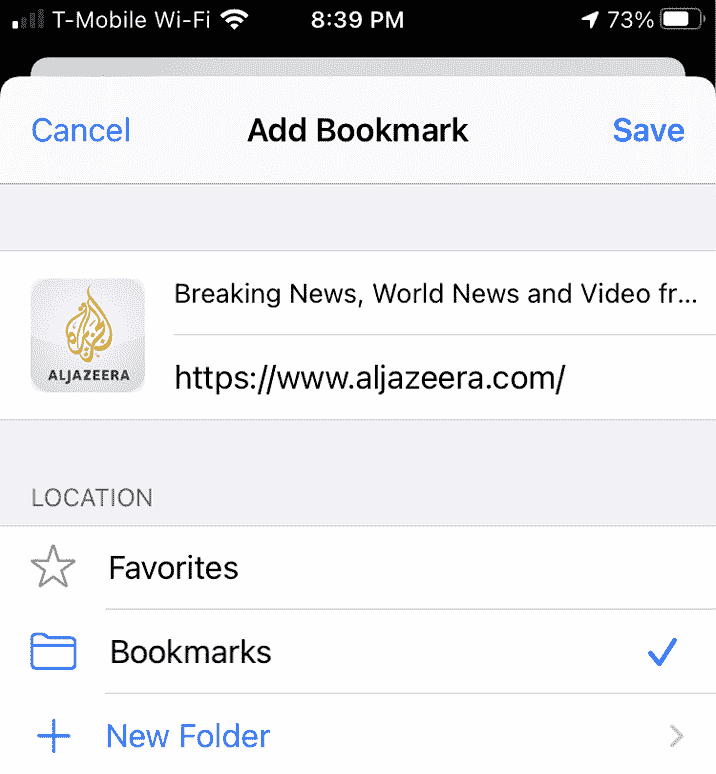 T-Mobile Wi-Fi 8:39 PM 73%
Cancel Add Bookmark Save
Breaking News, World News and Video fr...
ALJAZEERA
https://www.aljazeera.com/
LOCATION
Favorites
Bookmarks
New Folder